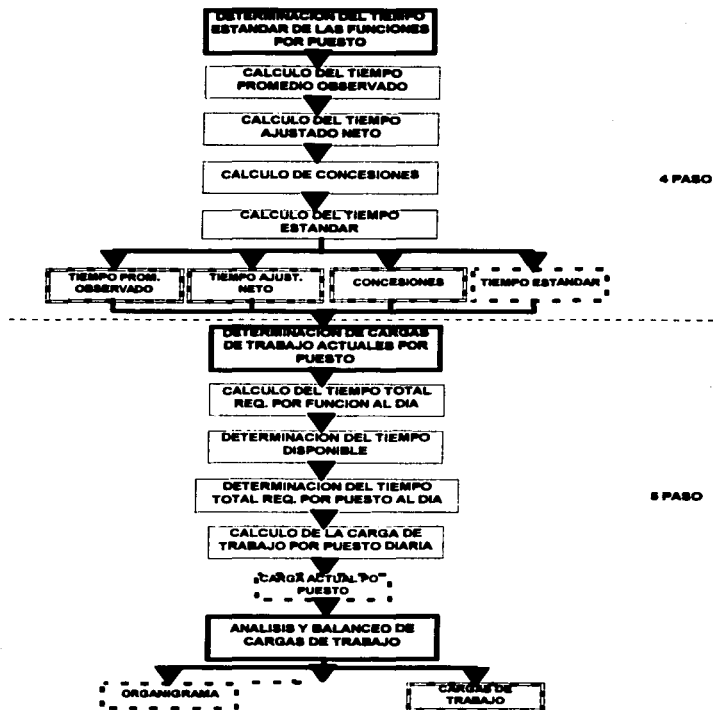 DETERMINACION DEL TIEMPO
ESTANDAR DE LAS FUNCIONES
POR PUESTO
CALCULO DEL TIEMPO
PROMEDIO OBSERVADO
CALCULO DEL TIEMPO
AJUSTADO NETO
CALCULO DE CONCESIONES
4 PASO
CALCULO DEL TIEMPO
ESTANDAR
TIEMPO PROM.
OBSERVADO
TIEMPO AJUST.
NETO
CONCESIONES
TIEMPO ESTANDAR
DETERMINACION DE CARGAS
DE TRABAJO ACTUALES POR
PUESTO
CALCULO DEL TIEMPO TOTAL
REQ. POR FUNCION AL DIA
DETERMINACION DEL TIEMPO
DISPONIBLE
DETERMINACION DEL TIEMPO
TOTAL REQ. POR PUESTO AL DIA
5 PASO
CALCULO DE LA CARGA DE
TRABAJO POR PUESTO DIARIA
CARGA ACTUAL PO
PUESTO
ANALISIS Y BALANCEO DE
CARGAS DE TRABAJO
ORGANIGRAMA
CARGAS DE
TRABAJO